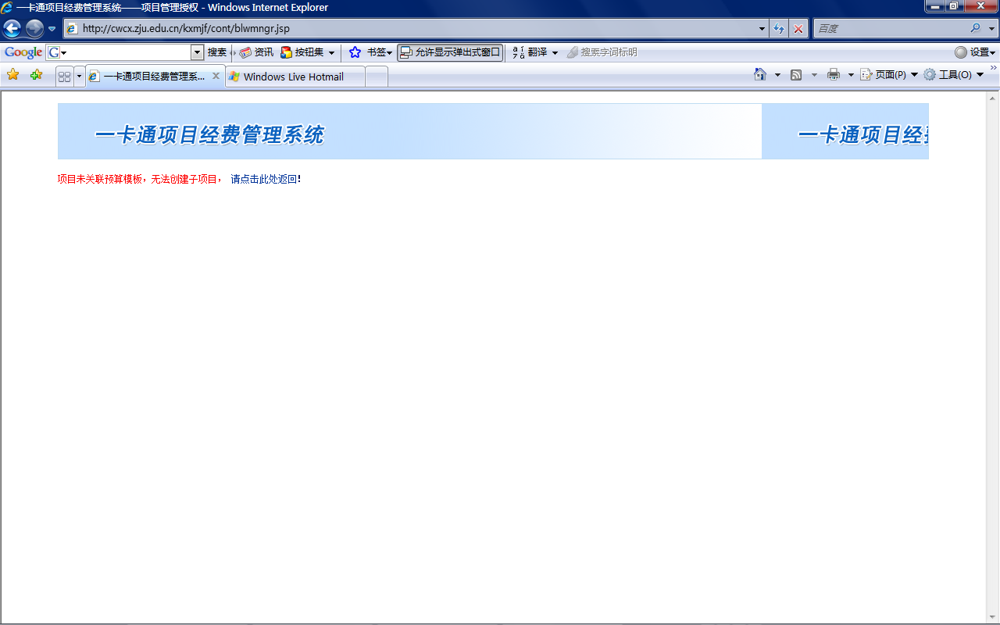 一卡通项目经费管理系统——项目管理授权 - Windows Internet Explorer
http://cwcx.zju.edu.cn/kxmjf/cont/blwmngr.jsp
百度
Google
G
搜索
资讯
按钮集
书签
允许显示弹出式窗口
翻译
搜索字词标明
设置
一卡通项目经费管理系...
Windows Live Hotmail
页面(P)
工具(O)
一卡通项目经费管理系统
一卡通项目经费
项目未关联预算模板，无法创建子项目， 请点击此处返回！